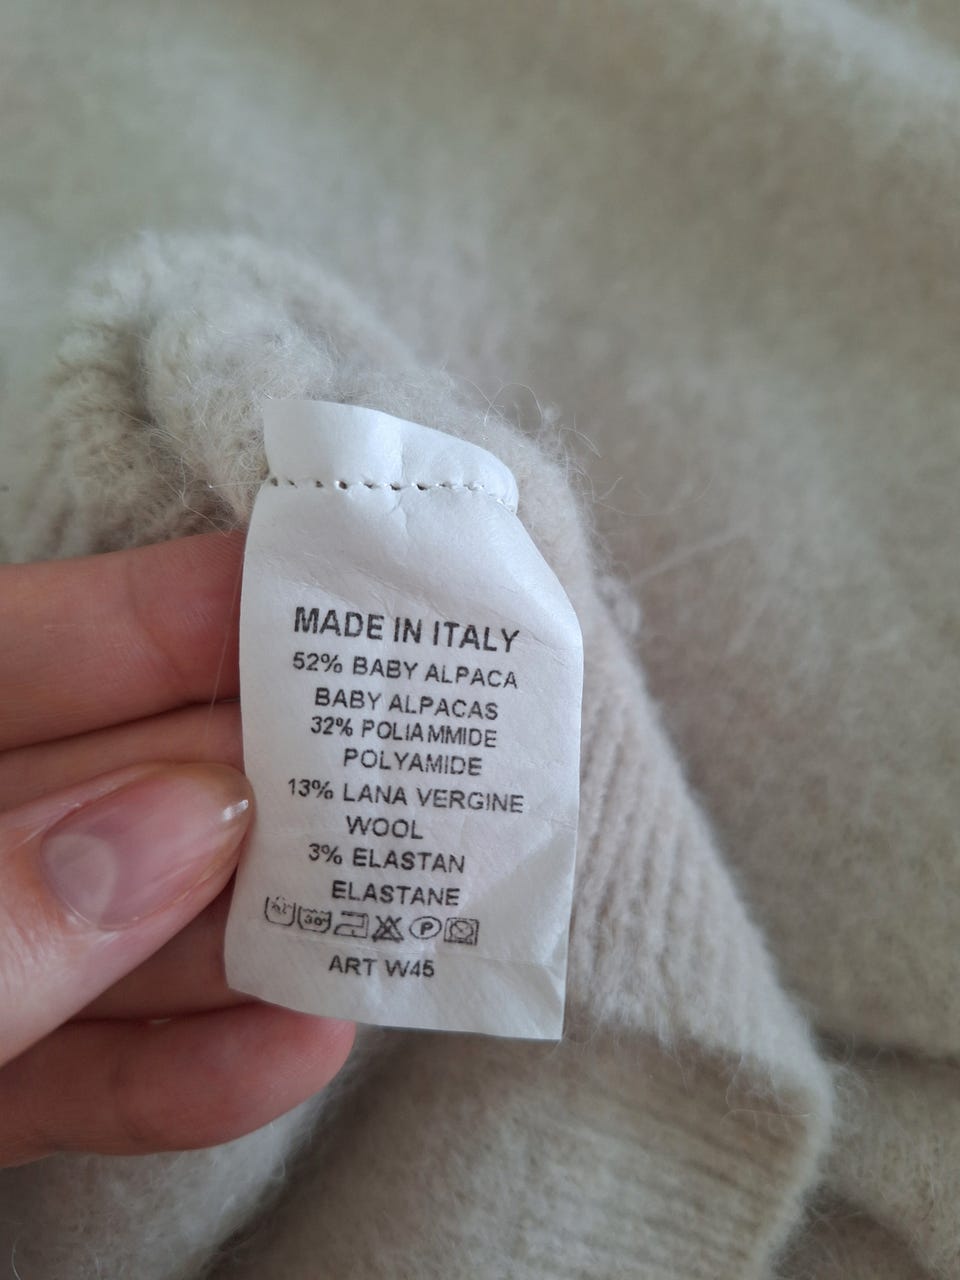 MADE IN ITALY
52% BABY ALPACA
BABY ALPACAS
32% POLIAMMIDE
POLYAMIDE
13% LANA VERGINE
WOOL
3% ELASTAN
ELASTANE
30° P
ART W45